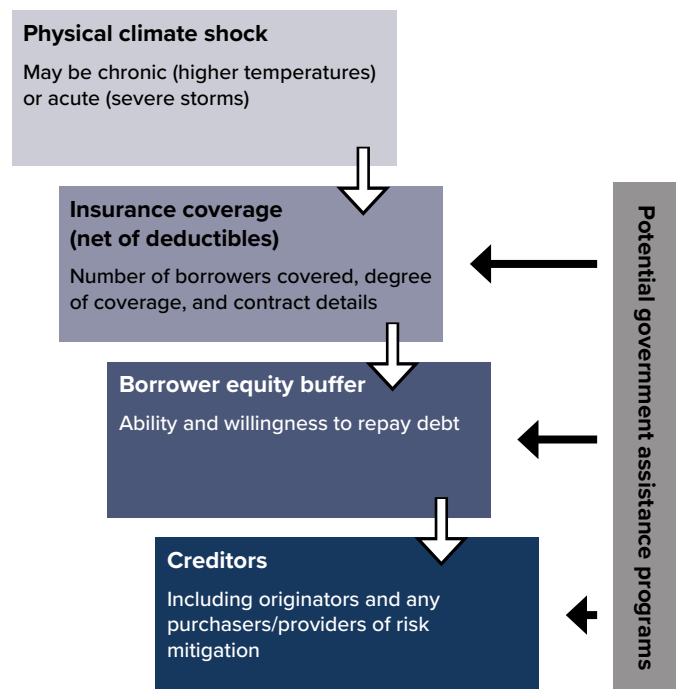 Physical climate shock
May be chronic (higher temperatures)
or acute (severe storms)
Insurance coverage
(net of deductibles)
Number of borrowers covered, degree
of coverage, and contract details
Borrower equity buffer
Ability and willingness to repay debt
Creditors
Including originators and any
purchasers/providers of risk
mitigation
Potential government assistance programs